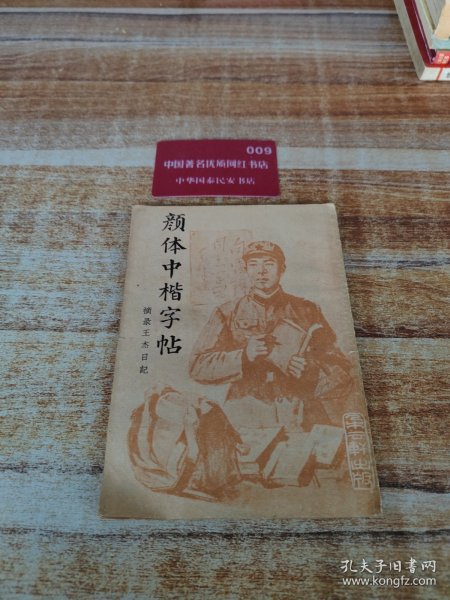 009
中国著名优质网红书店
中华国泰民安书店
颜体中楷字帖
摘录王杰日記
孔夫子旧书网
www.kongfz.com